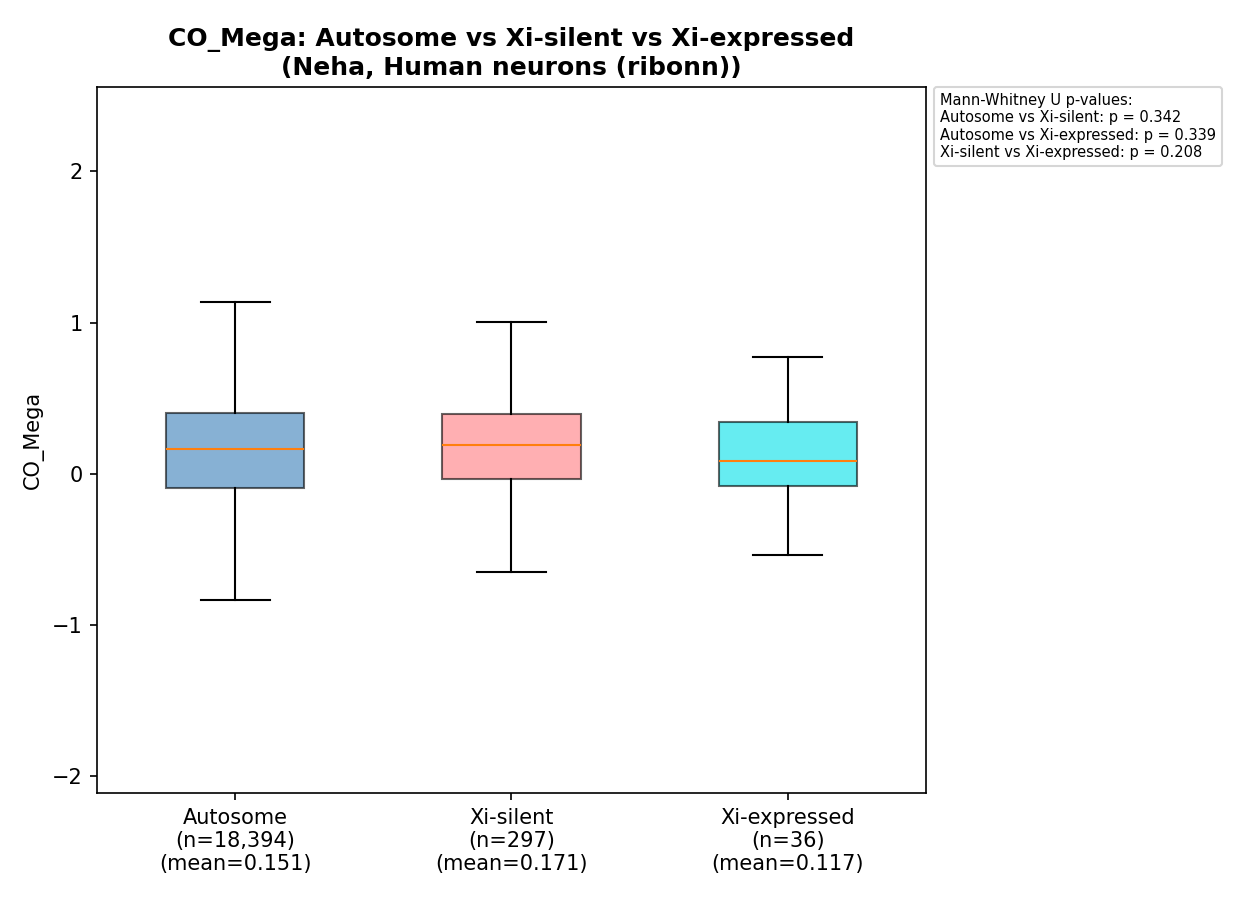 CO_Mega: Autosome vs Xi-silent vs Xi-expressed
(Neha, Human neurons (ribonn))
Mann-Whitney U p-values:
Autosome vs Xi-silent: p = 0.342
Autosome vs Xi-expressed: p = 0.339
Xi-silent vs Xi-expressed: p = 0.208
CO_Mega
2
1
0
−1
−2
Autosome
(n=18,394)
(mean=0.151)
Xi-silent
(n=297)
(mean=0.171)
Xi-expressed
(n=36)
(mean=0.117)